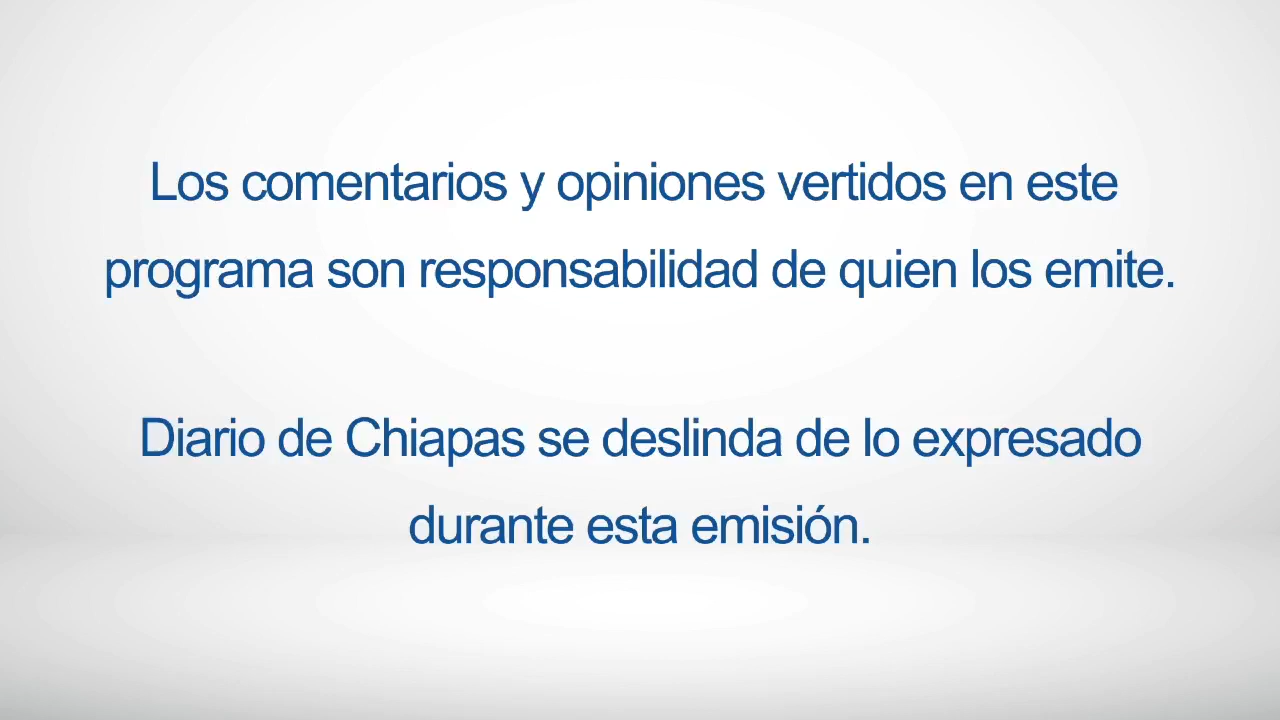 Los comentarios y opiniones vertidos en este
programa son responsabilidad de quien los emite.
Diario de Chiapas se deslinda de lo expresado
durante esta emisión.